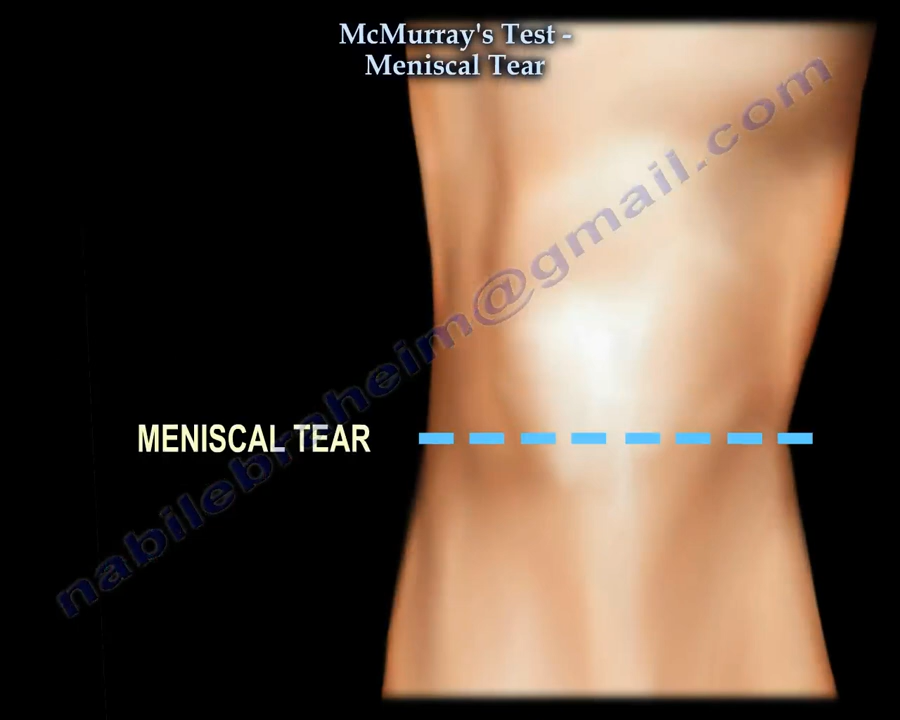 McMurray's Test -
Meniscal Tear
nabilebraheim@gmail.com
MENISCAL TEAR